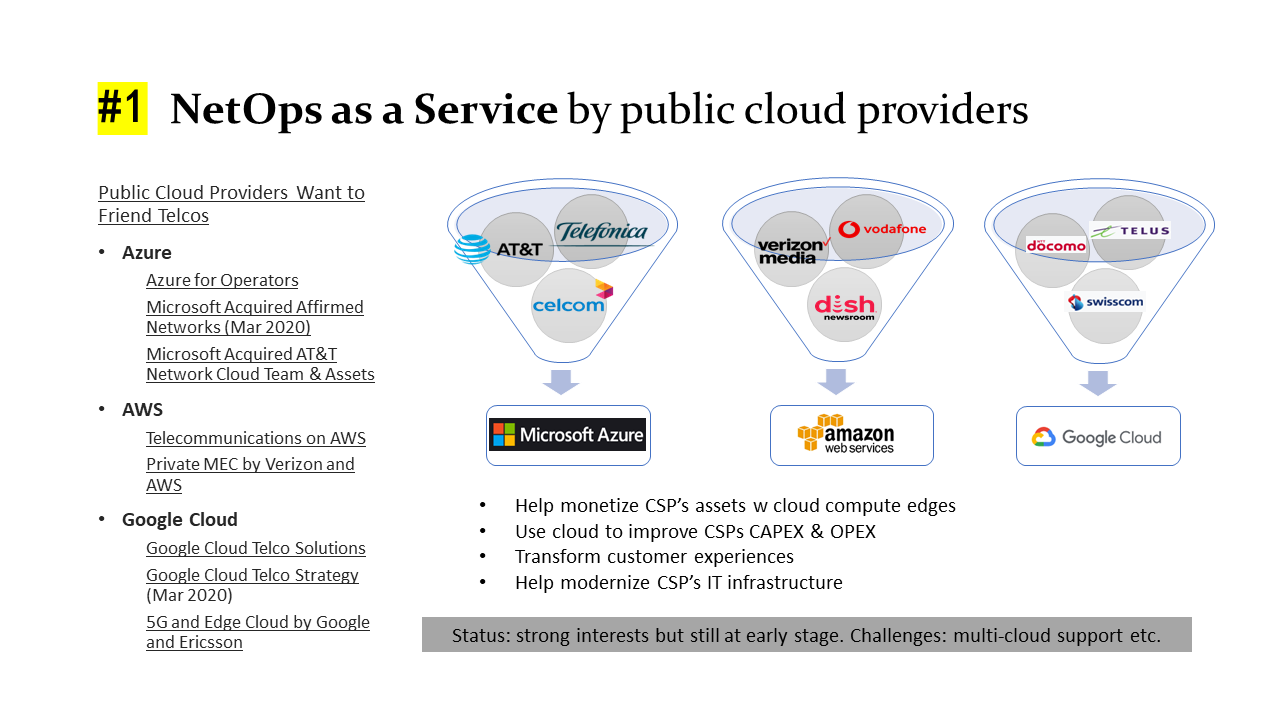 #1 NetOps as a Service by public cloud providers
Public Cloud Providers Want to
Friend Telcos
• Azure
Azure for Operators
Microsoft Acquired Affirmed
Networks (Mar 2020)
Microsoft Acquired AT&T
Network Cloud Team & Assets
• AWS
Telecommunications on AWS
Private MEC by Verizon and
AWS
• Google Cloud
Google Cloud Telco Solutions
Google Cloud Telco Strategy
(Mar 2020)
5G and Edge Cloud by Google
and Ericsson
AT&T
Telefónica
celcom
Microsoft Azure
verizon✓
media
vodafone
dish
newsroom
amazon
web services
döcomo
TELUS
swisscom
Google Cloud
• Help monetize CSP's assets w cloud compute edges
• Use cloud to improve CSPs CAPEX & OPEX
• Transform customer experiences
• Help modernize CSP's IT infrastructure
Status: strong interests but still at early stage. Challenges: multi-cloud support etc.